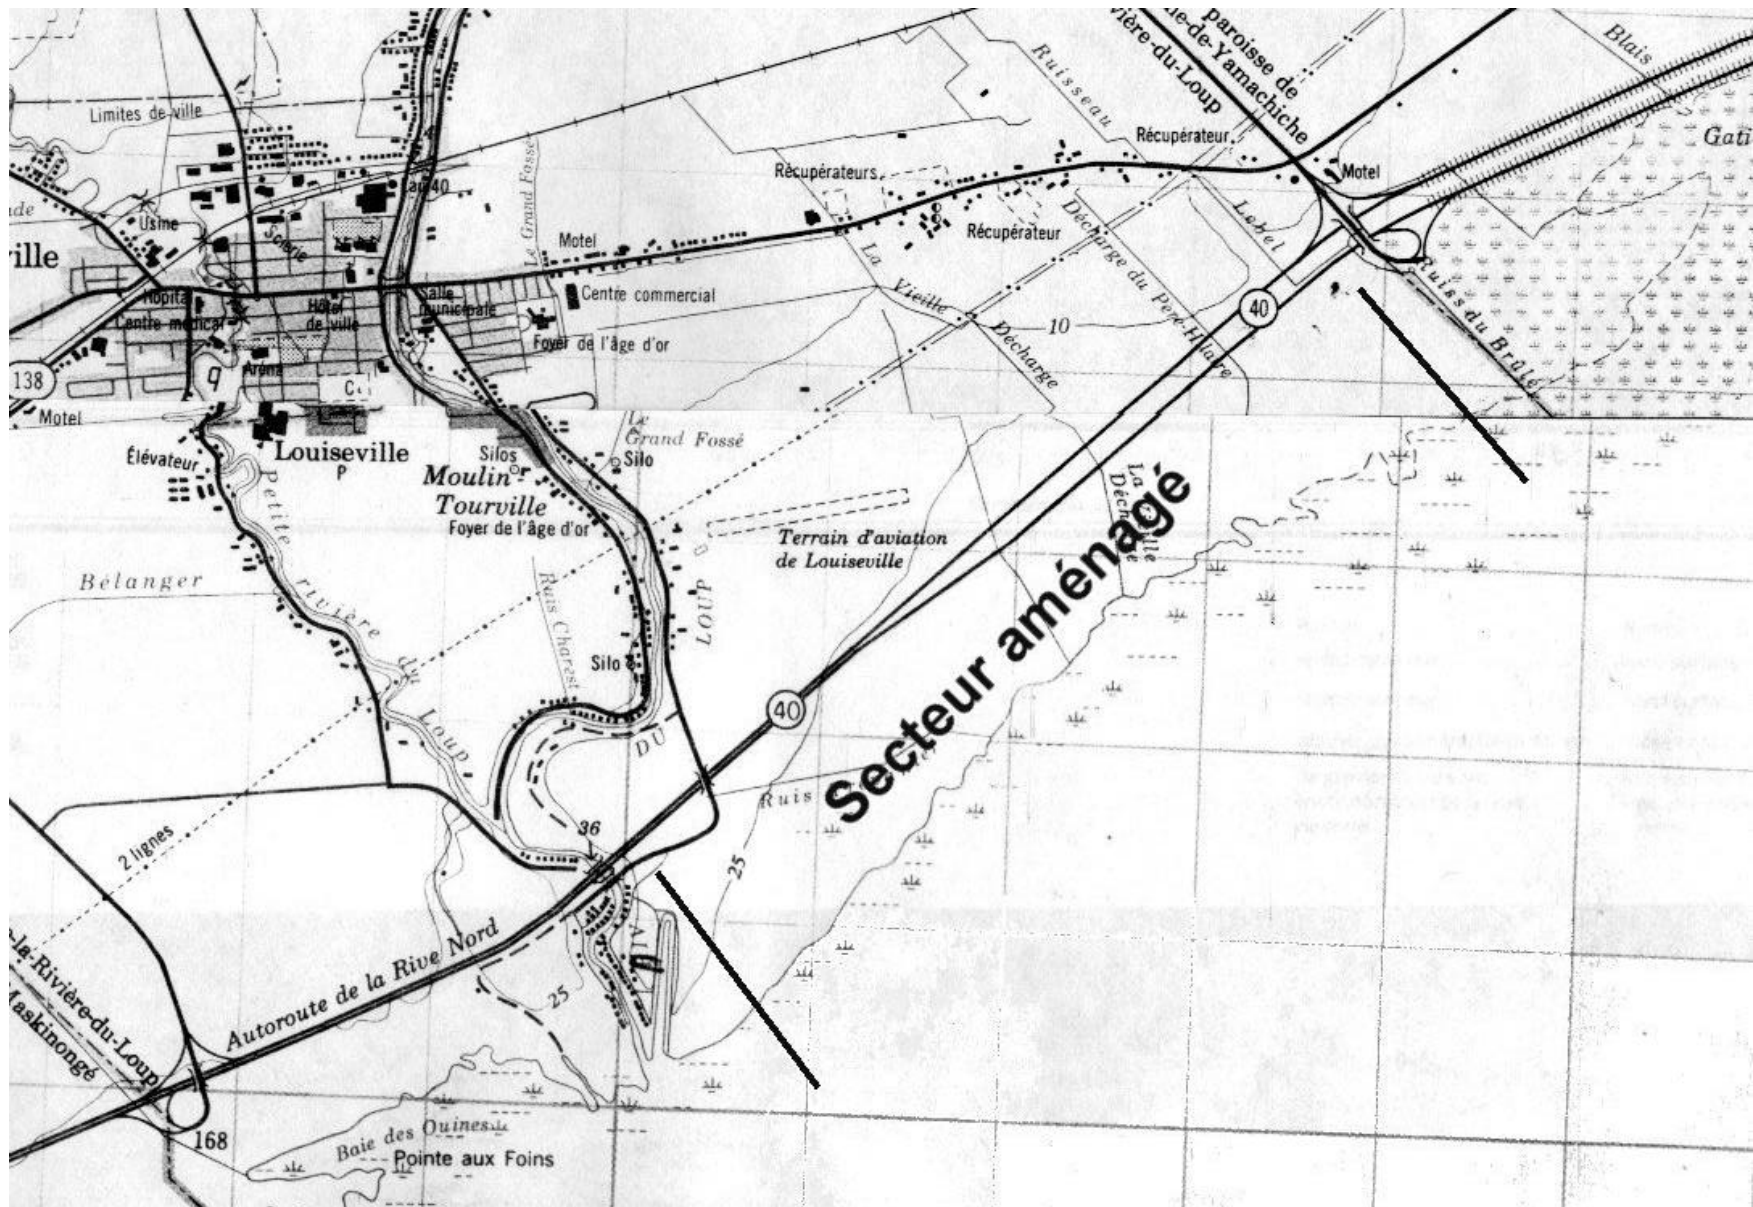 paroisse de
Blais
Ruisseau
Rivière-du-Loup
Limites de ville
Récupérateur
Gati
Le Grand Fossé
Récupérateurs
Motel
Usine
Scierie
Lebel
Décharge du Père-Hilaire
Récupérateur
La
Vieille
Décharge
ville
Motel
Hôpital
Salle
municipale
Centre commercial
Ruiss du Brûlé
Centre médical
Hôtel
de ville
10
40
Foyer de l'âge d'or
138
Aréna
C
Motel
Le
Grand Fossé
Élévateur
Louiseville
P
Silos
Silo
Moulin-
Tourville
Foyer de l'âge d'or
La Vieille
Décharge
Terrain d'aviation
de Louiseville
Bélanger
Petite rivière du Loup
Ruis Charest
LOUP
Silo
Secteur aménagé
40
DU
Ruis
2 lignes
36
25
Autoroute de la Rive Nord
25
-la-Rivière-du-Loup
Maskinongé
168
Baie des Ouines
Pointe aux Foins